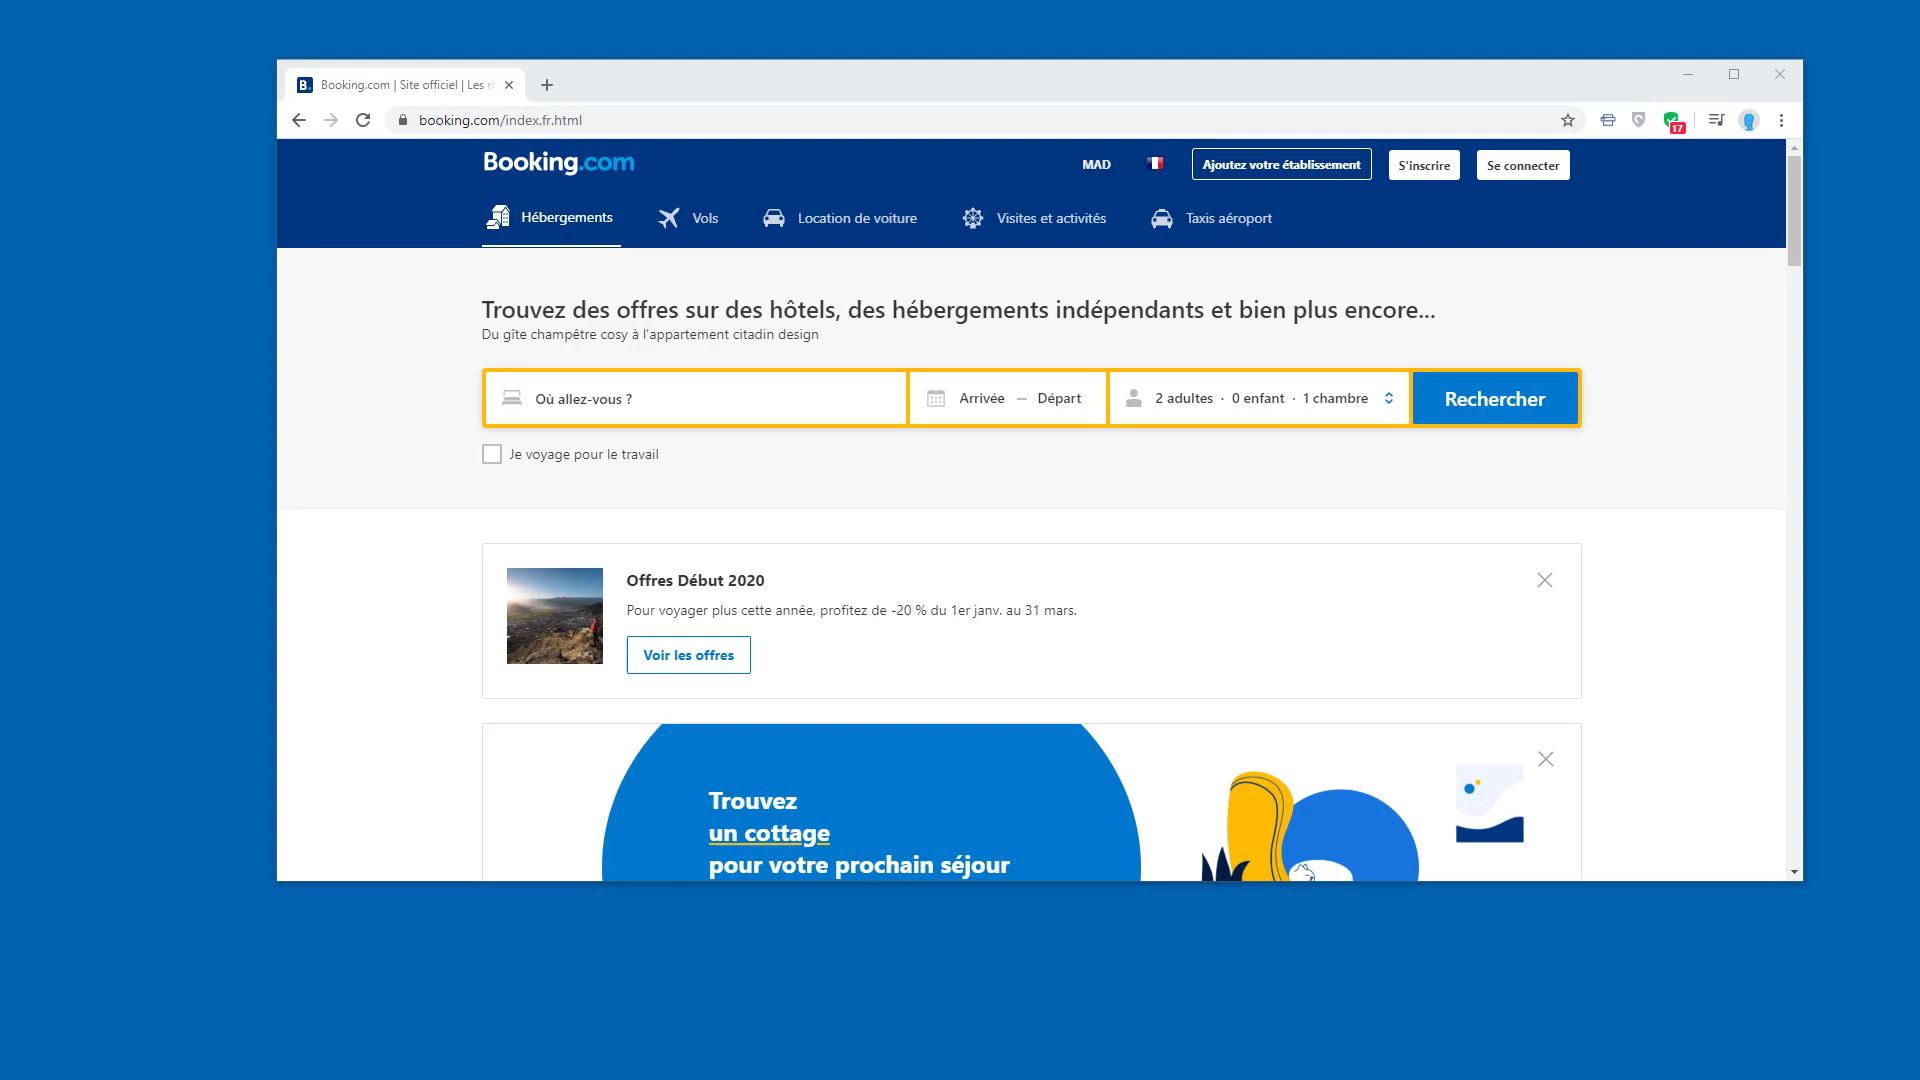 Booking.com | Site officiel | Les
booking.com/index.fr.html
17
Booking.com
MAD
Ajoutez votre établissement
S'inscrire
Se connecter
Hébergements
Vols
Location de voiture
Visites et activités
Taxis aéroport
Trouvez des offres sur des hôtels, des hébergements indépendants et bien plus encore...
Du gîte champêtre cosy à l'appartement citadin design
Où allez-vous ?
Arrivée — Départ
2 adultes · 0 enfant · 1 chambre
Rechercher
Je voyage pour le travail
Offres Début 2020
Pour voyager plus cette année, profitez de -20 % du 1er janv. au 31 mars.
Voir les offres
Trouvez
un cottage
pour votre prochain séjour